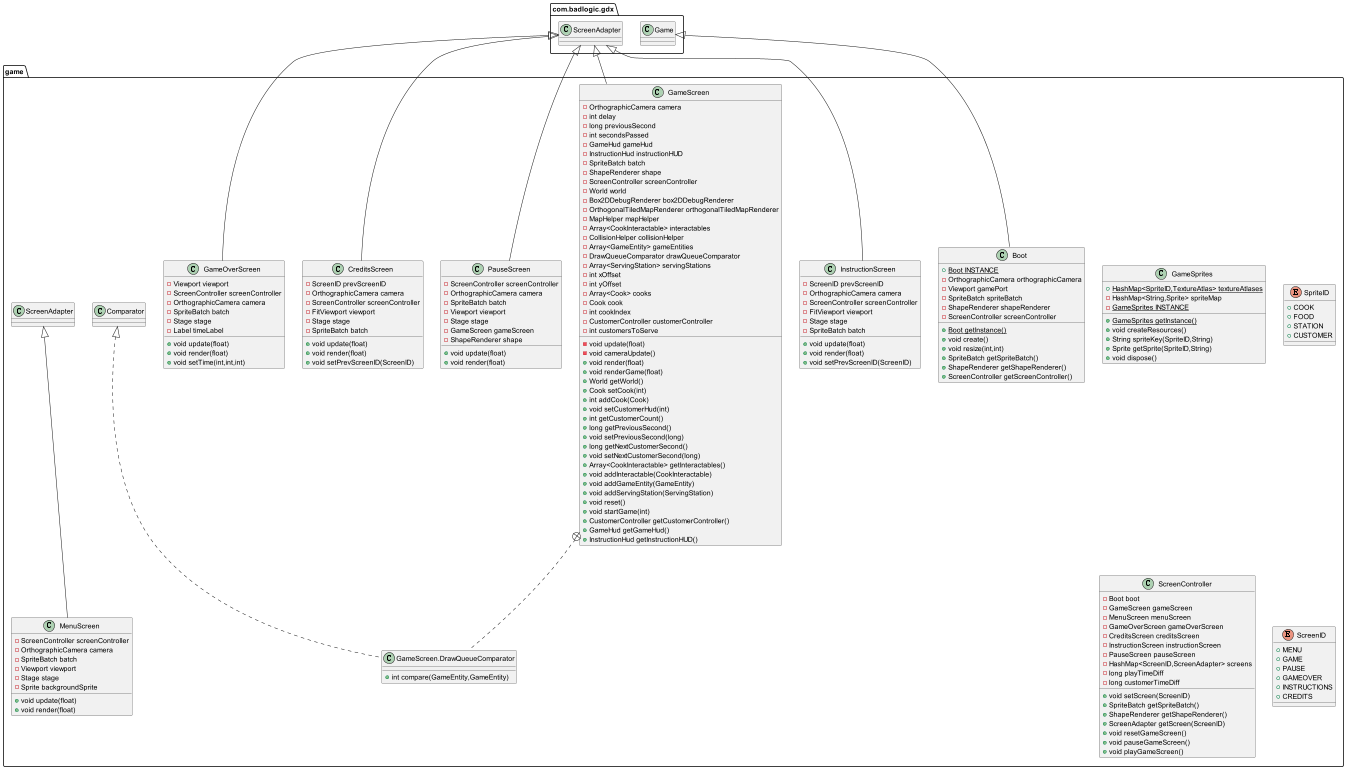 com.badlogic.gdx
C ScreenAdapter
C Game
game
C GameScreen
OrthographicCamera camera
int delay
long previousSecond
int secondsPassed
GameHud gameHud
InstructionHud instructionHUD
SpriteBatch batch
ShapeRenderer shape
ScreenController screenController
World world
Box2DDebugRenderer box2DDebugRenderer
OrthogonalTiledMapRenderer orthogonalTiledMapRenderer
MapHelper mapHelper
Array<CookInteractable> interactables
CollisionHelper collisionHelper
Array<GameEntity> gameEntities
DrawQueueComparator drawQueueComparator
Array<ServingStation> servingStations
int xOffset
int yOffset
Array<Cook> cooks
Cook cook
int cookIndex
CustomerController customerController
int customersToServe
void update(float)
void cameraUpdate()
void render(float)
void renderGame(float)
World getWorld()
Cook setCook(int)
int addCook(Cook)
void setCustomerHud(int)
int getCustomerCount()
long getPreviousSecond()
void setPreviousSecond(long)
long getNextCustomerSecond()
void setNextCustomerSecond(long)
Array<CookInteractable> getInteractables()
void addInteractable(CookInteractable)
void addGameEntity(GameEntity)
void addServingStation(ServingStation)
void reset()
void startGame(int)
CustomerController getCustomerController()
GameHud getGameHud()
InstructionHud getInstructionHUD()
C GameOverScreen
Viewport viewport
ScreenController screenController
OrthographicCamera camera
SpriteBatch batch
Stage stage
Label timeLabel
void update(float)
void render(float)
void setTime(int,int,int)
C CreditsScreen
ScreenID prevScreenID
OrthographicCamera camera
ScreenController screenController
FitViewport viewport
Stage stage
SpriteBatch batch
void update(float)
void render(float)
void setPrevScreenID(ScreenID)
C PauseScreen
ScreenController screenController
OrthographicCamera camera
SpriteBatch batch
Viewport viewport
Stage stage
GameScreen gameScreen
ShapeRenderer shape
void update(float)
void render(float)
C InstructionScreen
ScreenID prevScreenID
OrthographicCamera camera
ScreenController screenController
FitViewport viewport
Stage stage
SpriteBatch batch
void update(float)
void render(float)
void setPrevScreenID(ScreenID)
C Boot
Boot INSTANCE
OrthographicCamera orthographicCamera
Viewport gamePort
SpriteBatch spriteBatch
ShapeRenderer shapeRenderer
ScreenController screenController
Boot getInstance()
void create()
void resize(int,int)
SpriteBatch getSpriteBatch()
ShapeRenderer getShapeRenderer()
ScreenController getScreenController()
C GameSprites
HashMap<SpriteID,TextureAtlas> textureAtlases
HashMap<String,Sprite> spriteMap
GameSprites INSTANCE
GameSprites getInstance()
void createResources()
String spriteKey(SpriteID,String)
Sprite getSprite(SpriteID,String)
void dispose()
E SpriteID
COOK
FOOD
STATION
CUSTOMER
C ScreenAdapter
C Comparator
C MenuScreen
ScreenController screenController
OrthographicCamera camera
SpriteBatch batch
Viewport viewport
Stage stage
Sprite backgroundSprite
void update(float)
void render(float)
C GameScreen.DrawQueueComparator
int compare(GameEntity,GameEntity)
C ScreenController
Boot boot
GameScreen gameScreen
MenuScreen menuScreen
GameOverScreen gameOverScreen
CreditsScreen creditsScreen
InstructionScreen instructionScreen
PauseScreen pauseScreen
HashMap<ScreenID,ScreenAdapter> screens
long playTimeDiff
long customerTimeDiff
void setScreen(ScreenID)
SpriteBatch getSpriteBatch()
ShapeRenderer getShapeRenderer()
ScreenAdapter getScreen(ScreenID)
void resetGameScreen()
void pauseGameScreen()
void playGameScreen()
E ScreenID
MENU
GAME
PAUSE
GAMEOVER
INSTRUCTIONS
CREDITS